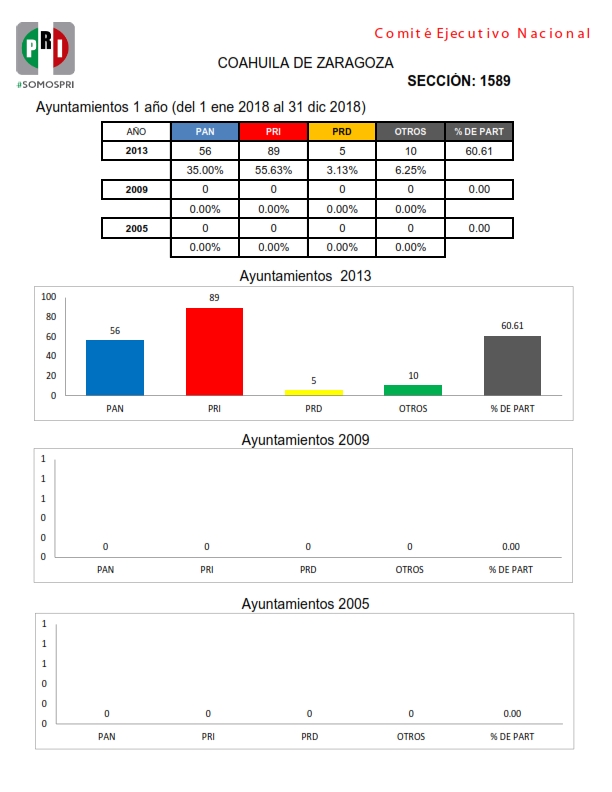 PRI
#SOMOSPRI
Comité Ejecutivo Nacional
COAHUILA DE ZARAGOZA
SECCIÓN: 1589
Ayuntamientos 1 año (del 1 ene 2018 al 31 dic 2018)
AÑO PAN PRI PRD OTROS % DE PART
2013 56 89 5 10 60.61
35.00% 55.63% 3.13% 6.25%
2009 0 0 0 0 0.00
0.00% 0.00% 0.00% 0.00%
2005 0 0 0 0 0.00
0.00% 0.00% 0.00% 0.00%
Ayuntamientos 2013
100
80
60
40
20
0
56 89 5 10 60.61
PAN PRI PRD OTROS % DE PART
Ayuntamientos 2009
1
1
1
0
0
0
0 0 0 0 0.00
PAN PRI PRD OTROS % DE PART
Ayuntamientos 2005
1
1
1
0
0
0
0 0 0 0 0.00
PAN PRI PRD OTROS % DE PART